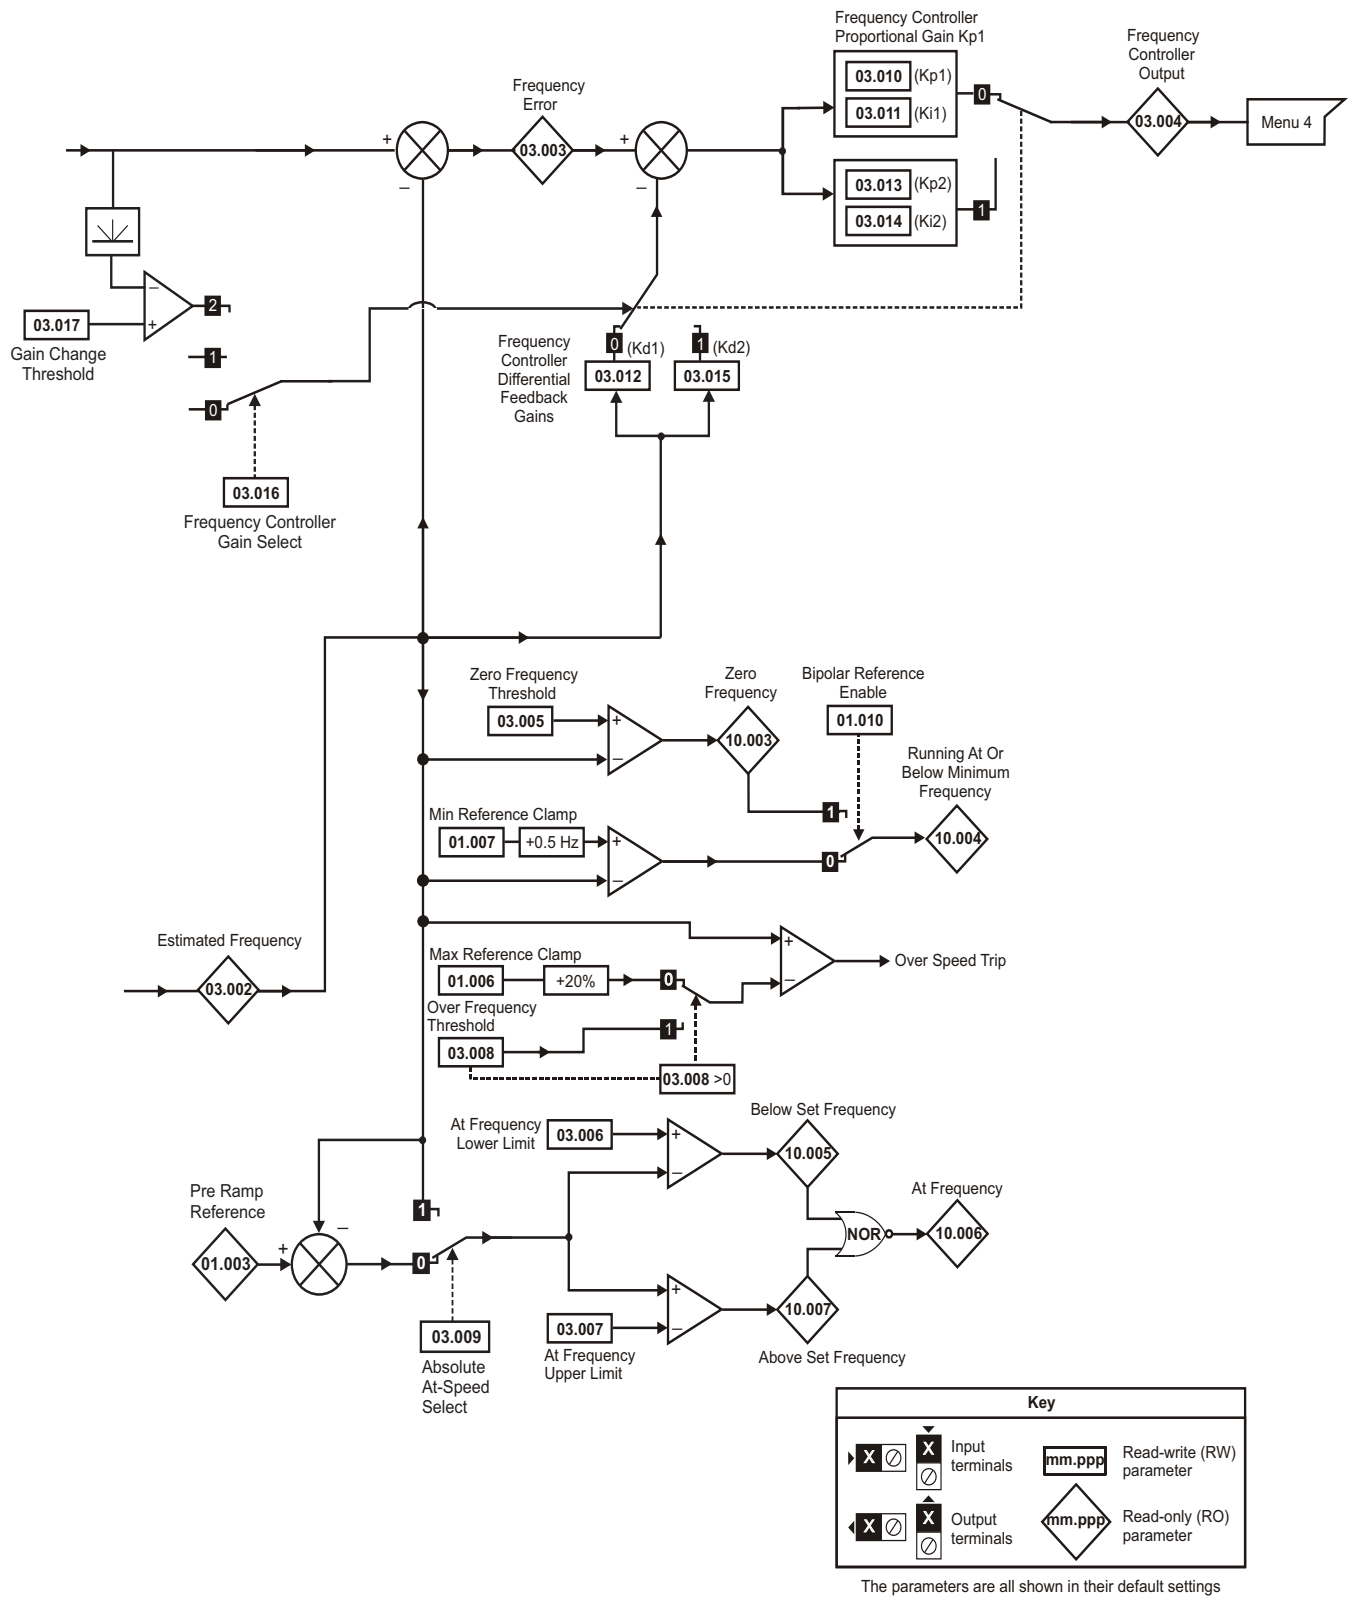 Frequency Controller
Proportional Gain Kp1
03.010 (Kp1)
03.011 (Ki1)
0
03.013 (Kp2)
03.014 (Ki2)
1
Frequency
Controller
Output
03.004
Menu 4
Frequency
Error
03.003
+
–
+
–
–
+
2
03.017
Gain Change
Threshold
1
0
03.016
Frequency Controller
Gain Select
Frequency
Controller
Differential
Feedback
Gains
0 (Kd1)
03.012
1 (Kd2)
03.015
Zero Frequency
Threshold
03.005
+
–
Zero
Frequency
10.003
Bipolar Reference
Enable
01.010
1
Running At Or
Below Minimum
Frequency
10.004
Min Reference Clamp
01.007 +0.5 Hz
+
–
0
Estimated Frequency
03.002
Max Reference Clamp
01.006 +20%
0
+
–
Over Speed Trip
Over Frequency
Threshold
03.008
1
03.008 >0
At Frequency
Lower Limit
03.006
+
–
Below Set Frequency
10.005
Pre Ramp
Reference
01.003
+
–
1
0
03.009
Absolute
At-Speed
Select
NOR
At Frequency
10.006
+
–
03.007
At Frequency
Upper Limit
10.007
Above Set Frequency
Key
X
X
Input
terminals
mm.ppp
Read-write (RW)
parameter
X
X
Output
terminals
mm.ppp
Read-only (RO)
parameter
The parameters are all shown in their default settings